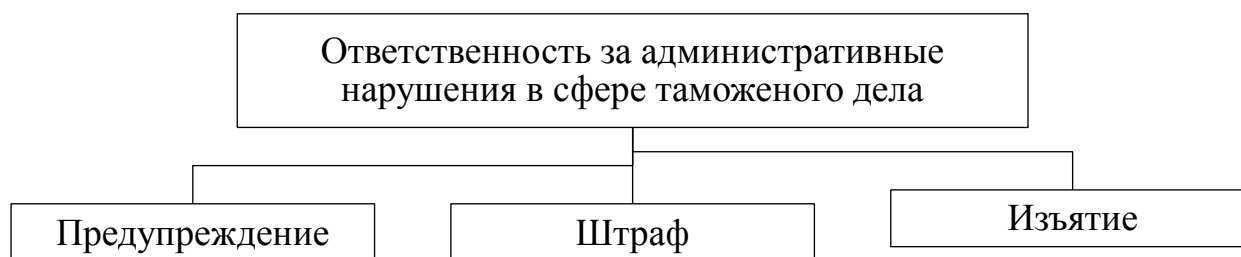 Ответственность за административные
нарушения в сфере таможеного дела
Предупреждение
Штраф
Изъятие